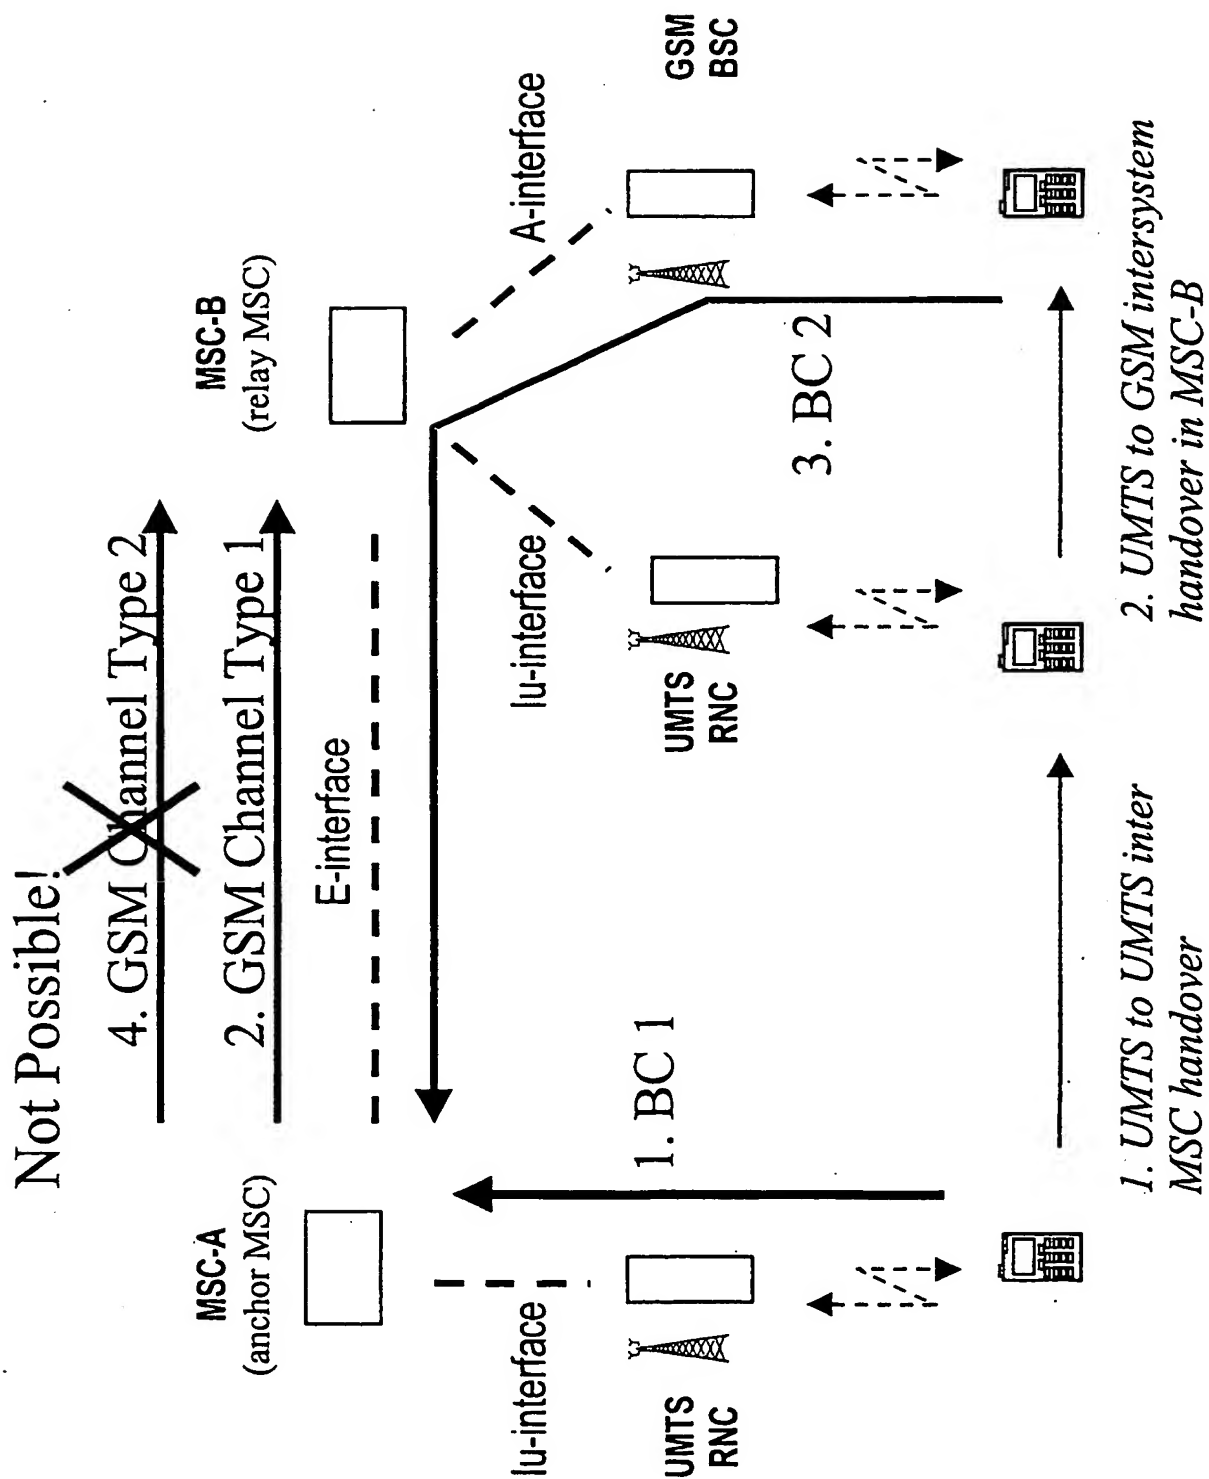 Not Possible!
4. GSM Channel Type 2
2. GSM Channel Type 1
MSC-A
(anchor MSC)
MSC-B
(relay MSC)
E-interface
Iu-interface
Iu-interface
A-interface
UMTS
RNC
1. BC 1
UMTS
RNC
3. BC 2
GSM
BSC
1. UMTS to UMTS inter
MSC handover
2. UMTS to GSM intersystem
handover in MSC-B